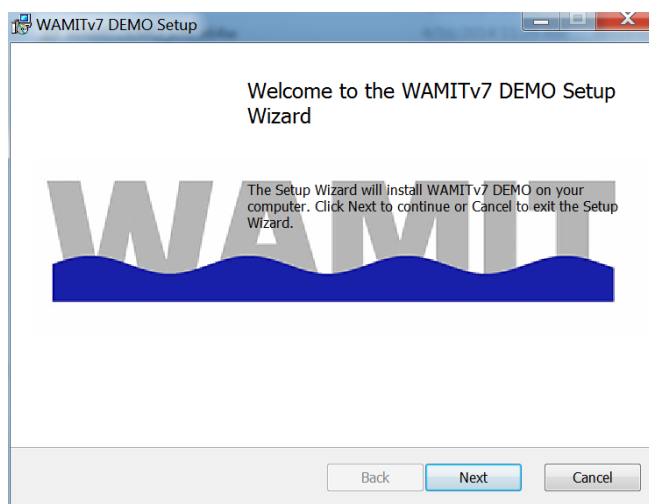 WAMITv7 DEMO Setup
Welcome to the WAMITv7 DEMO Setup
Wizard
WAMIT
The Setup Wizard will install WAMITv7 DEMO on your
computer. Click Next to continue or Cancel to exit the Setup
Wizard.
Back
Next
Cancel